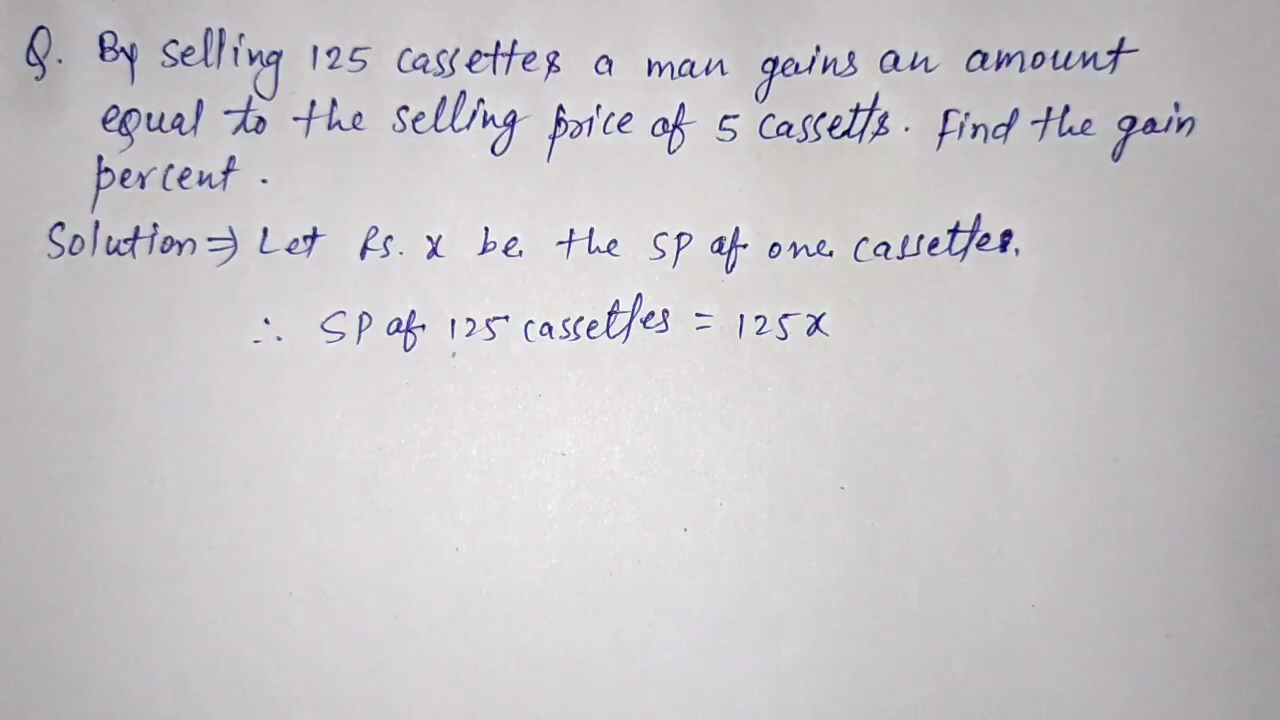 Q. By selling 125 cassettes a man gains an amount
equal to the selling price of 5 cassetts. Find the gain
percent.
Solution ⇒ Let Rs. x be the SP of one cassettes.
∴ SP of 125 cassettes = 125x